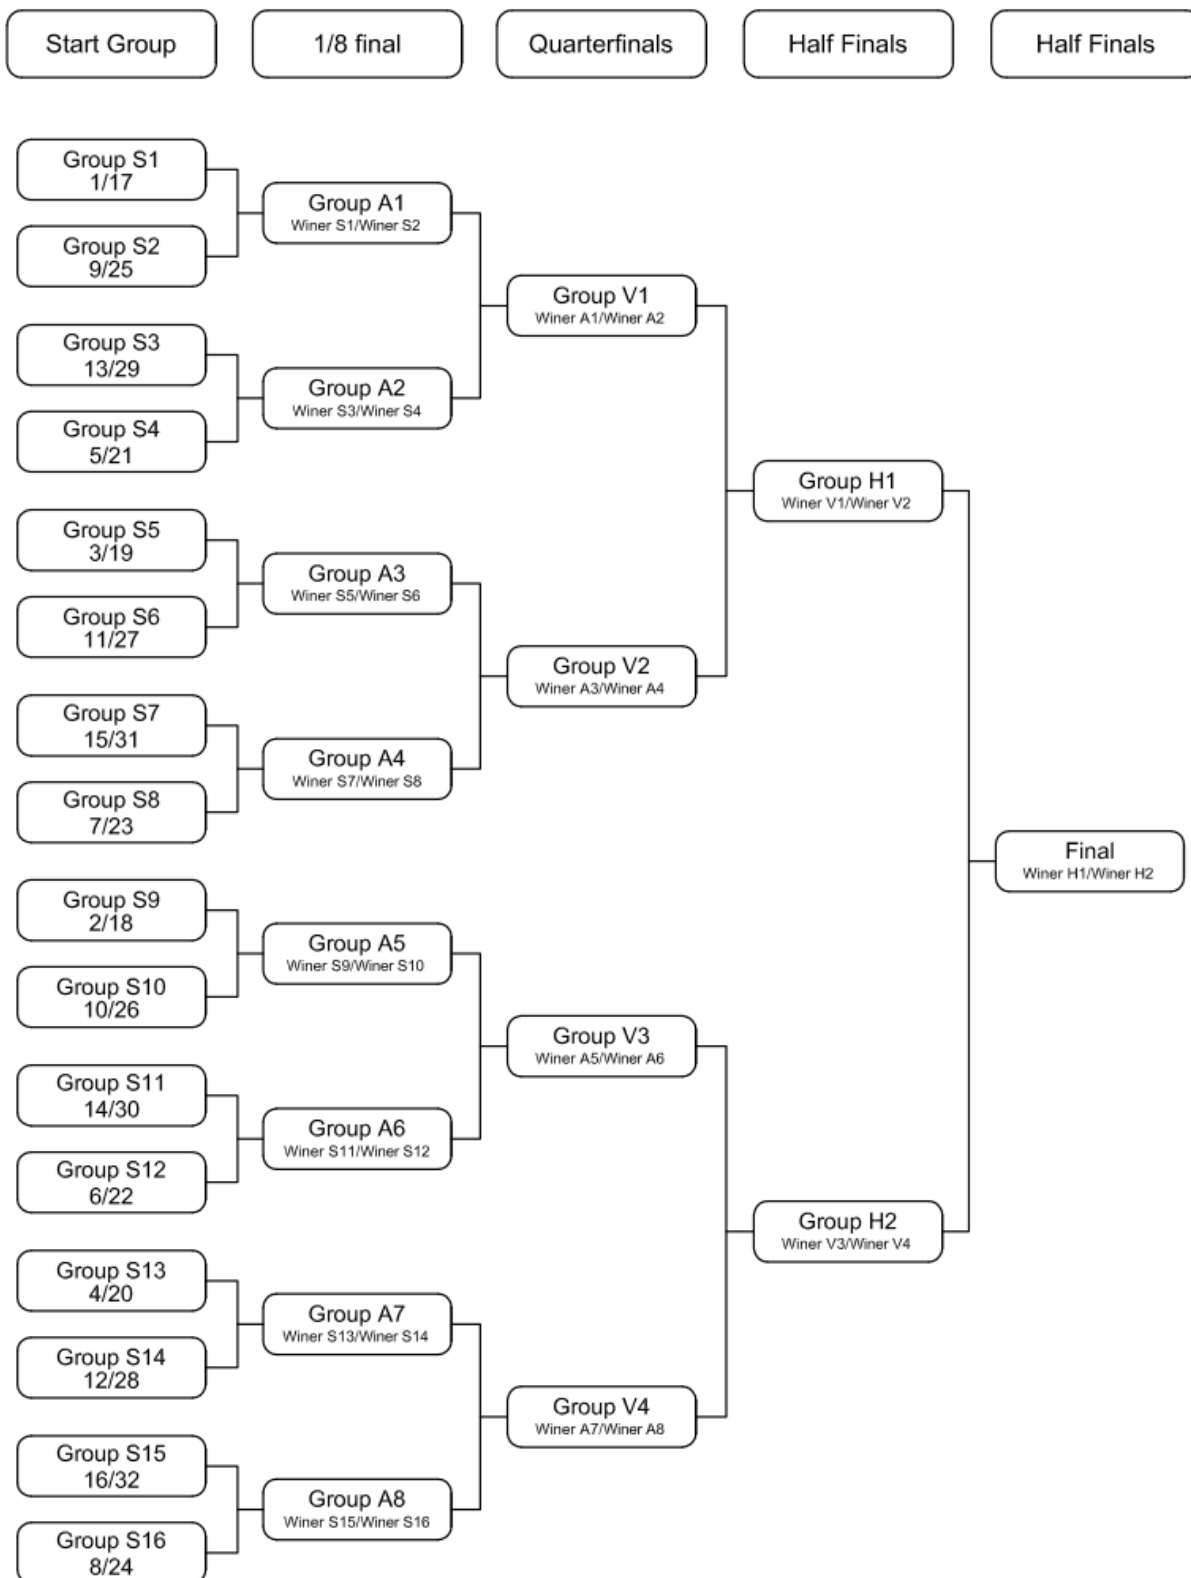 Start Group
1/8 final
Quarterfinals
Half Finals
Half Finals
Group S1
1/17
Group S2
9/25
Group S3
13/29
Group S4
5/21
Group S5
3/19
Group S6
11/27
Group S7
15/31
Group S8
7/23
Group S9
2/18
Group S10
10/26
Group S11
14/30
Group S12
6/22
Group S13
4/20
Group S14
12/28
Group S15
16/32
Group S16
8/24
Group A1
Winer S1/Winer S2
Group A2
Winer S3/Winer S4
Group A3
Winer S5/Winer S6
Group A4
Winer S7/Winer S8
Group A5
Winer S9/Winer S10
Group A6
Winer S11/Winer S12
Group A7
Winer S13/Winer S14
Group A8
Winer S15/Winer S16
Group V1
Winer A1/Winer A2
Group V2
Winer A3/Winer A4
Group V3
Winer A5/Winer A6
Group V4
Winer A7/Winer A8
Group H1
Winer V1/Winer V2
Group H2
Winer V3/Winer V4
Final
Winer H1/Winer H2